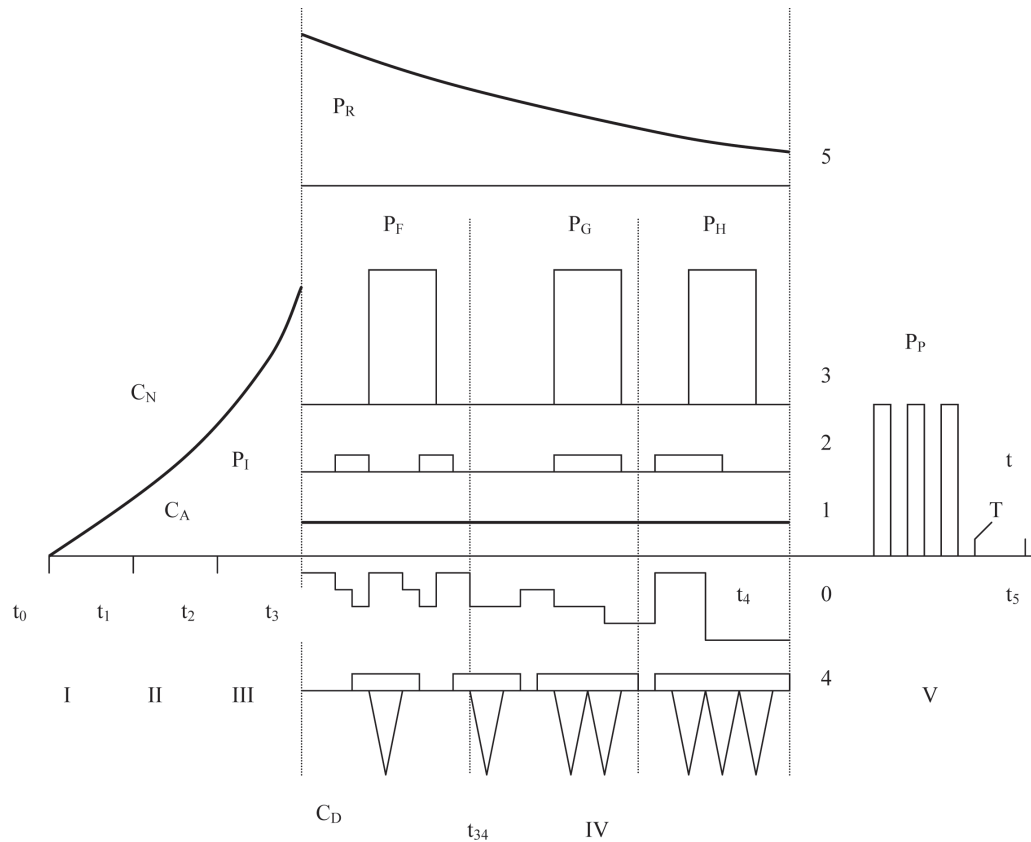 P_R
5
P_F P_G P_H
P_P
3
C_N
2
P_I
t
C_A
1
T
t_0 t_1 t_2 t_3 t_4 0 t_5
4
I II III V
C_D
t_34 IV